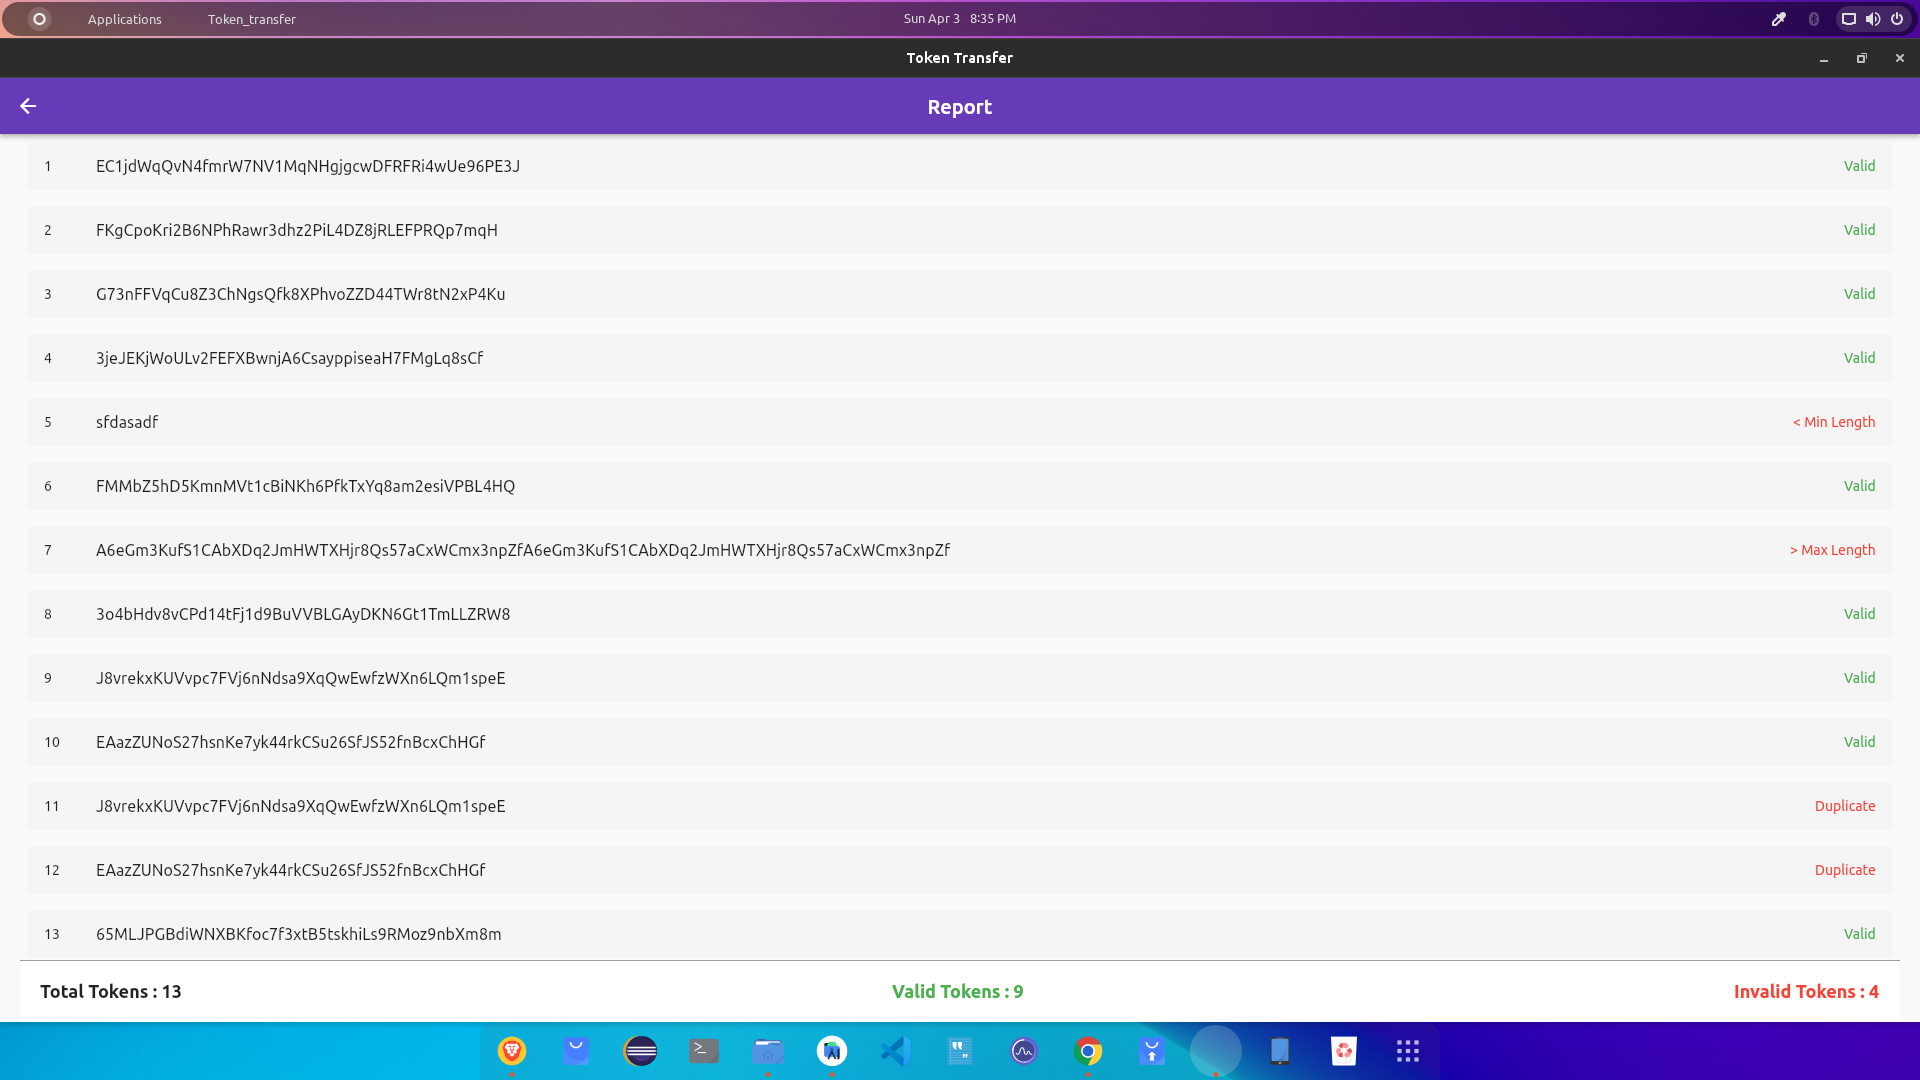 Applications Token_transfer Sun Apr 3 8:35 PM
Token Transfer
Report
1 EC1jdWqQvN4fmrW7NV1MqNHgjgcwDFRFRi4wUe96PE3J Valid
2 FKgCpoKri2B6NPhRawr3dhz2PiL4DZ8jRLEFPRQp7mqH Valid
3 G73nFFVqCu8Z3ChNgsQfk8XPhvoZZD44TWr8tN2xP4Ku Valid
4 3jeJEKjWoULv2FEFXBwnjA6CsayppiseaH7FMgLq8sCf Valid
5 sfdasadf < Min Length
6 FMMbZ5hD5KmnMVt1cBiNKh6PfkTxYq8am2esiVPBL4HQ Valid
7 A6eGm3KufS1CAbXDq2JmHWTXHjr8Qs57aCxWCmx3npZfA6eGm3KufS1CAbXDq2JmHWTXHjr8Qs57aCxWCmx3npZf > Max Length
8 3o4bHdv8vCPd14tFj1d9BuVVBLGAyDKN6Gt1TmLLZRW8 Valid
9 J8vrekxKUVvpc7FVj6nNdsa9XqQwEwfzWXn6LQm1speE Valid
10 EAazZUNoS27hsnKe7yk44rkCSu26SfJS52fnBcxChHGf Valid
11 J8vrekxKUVvpc7FVj6nNdsa9XqQwEwfzWXn6LQm1speE Duplicate
12 EAazZUNoS27hsnKe7yk44rkCSu26SfJS52fnBcxChHGf Duplicate
13 65MLJPGBdiWNXBKfoc7f3xtB5tskhiLs9RMoz9nbXm8m Valid
Total Tokens : 13 Valid Tokens : 9 Invalid Tokens : 4